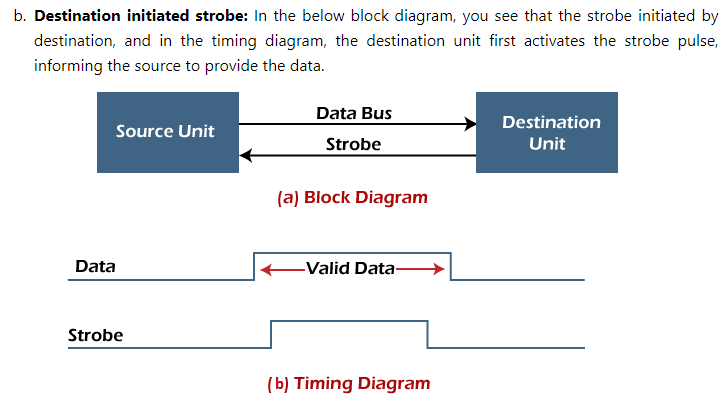 b. Destination initiated strobe: In the below block diagram, you see that the strobe initiated by
destination, and in the timing diagram, the destination unit first activates the strobe pulse,
informing the source to provide the data.
Source Unit
Data Bus
Strobe
Destination
Unit
(a) Block Diagram
Data
Valid Data
Strobe
(b) Timing Diagram